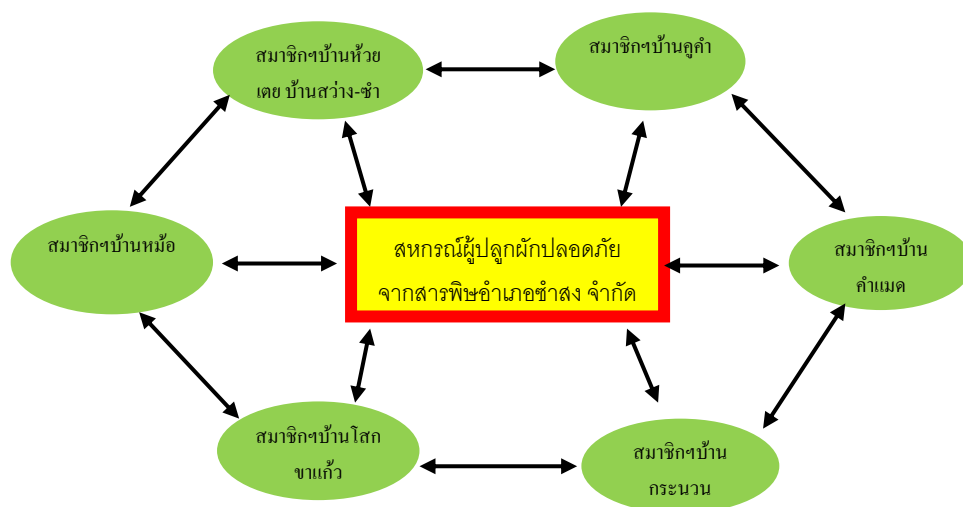 สมาชิกฯบ้านห้วย
เตย บ้านสว่าง-ซำ
สมาชิกฯบ้านคูคำ
สมาชิกฯบ้านหม้อ
สหกรณ์ผู้ปลูกผักปลอดภัย
จากสารพิษอำเภอซำสูง จำกัด
สมาชิกฯบ้าน
คำแมด
สมาชิกฯบ้านโสก
ขาแก้ว
สมาชิกฯบ้าน
กระนวน